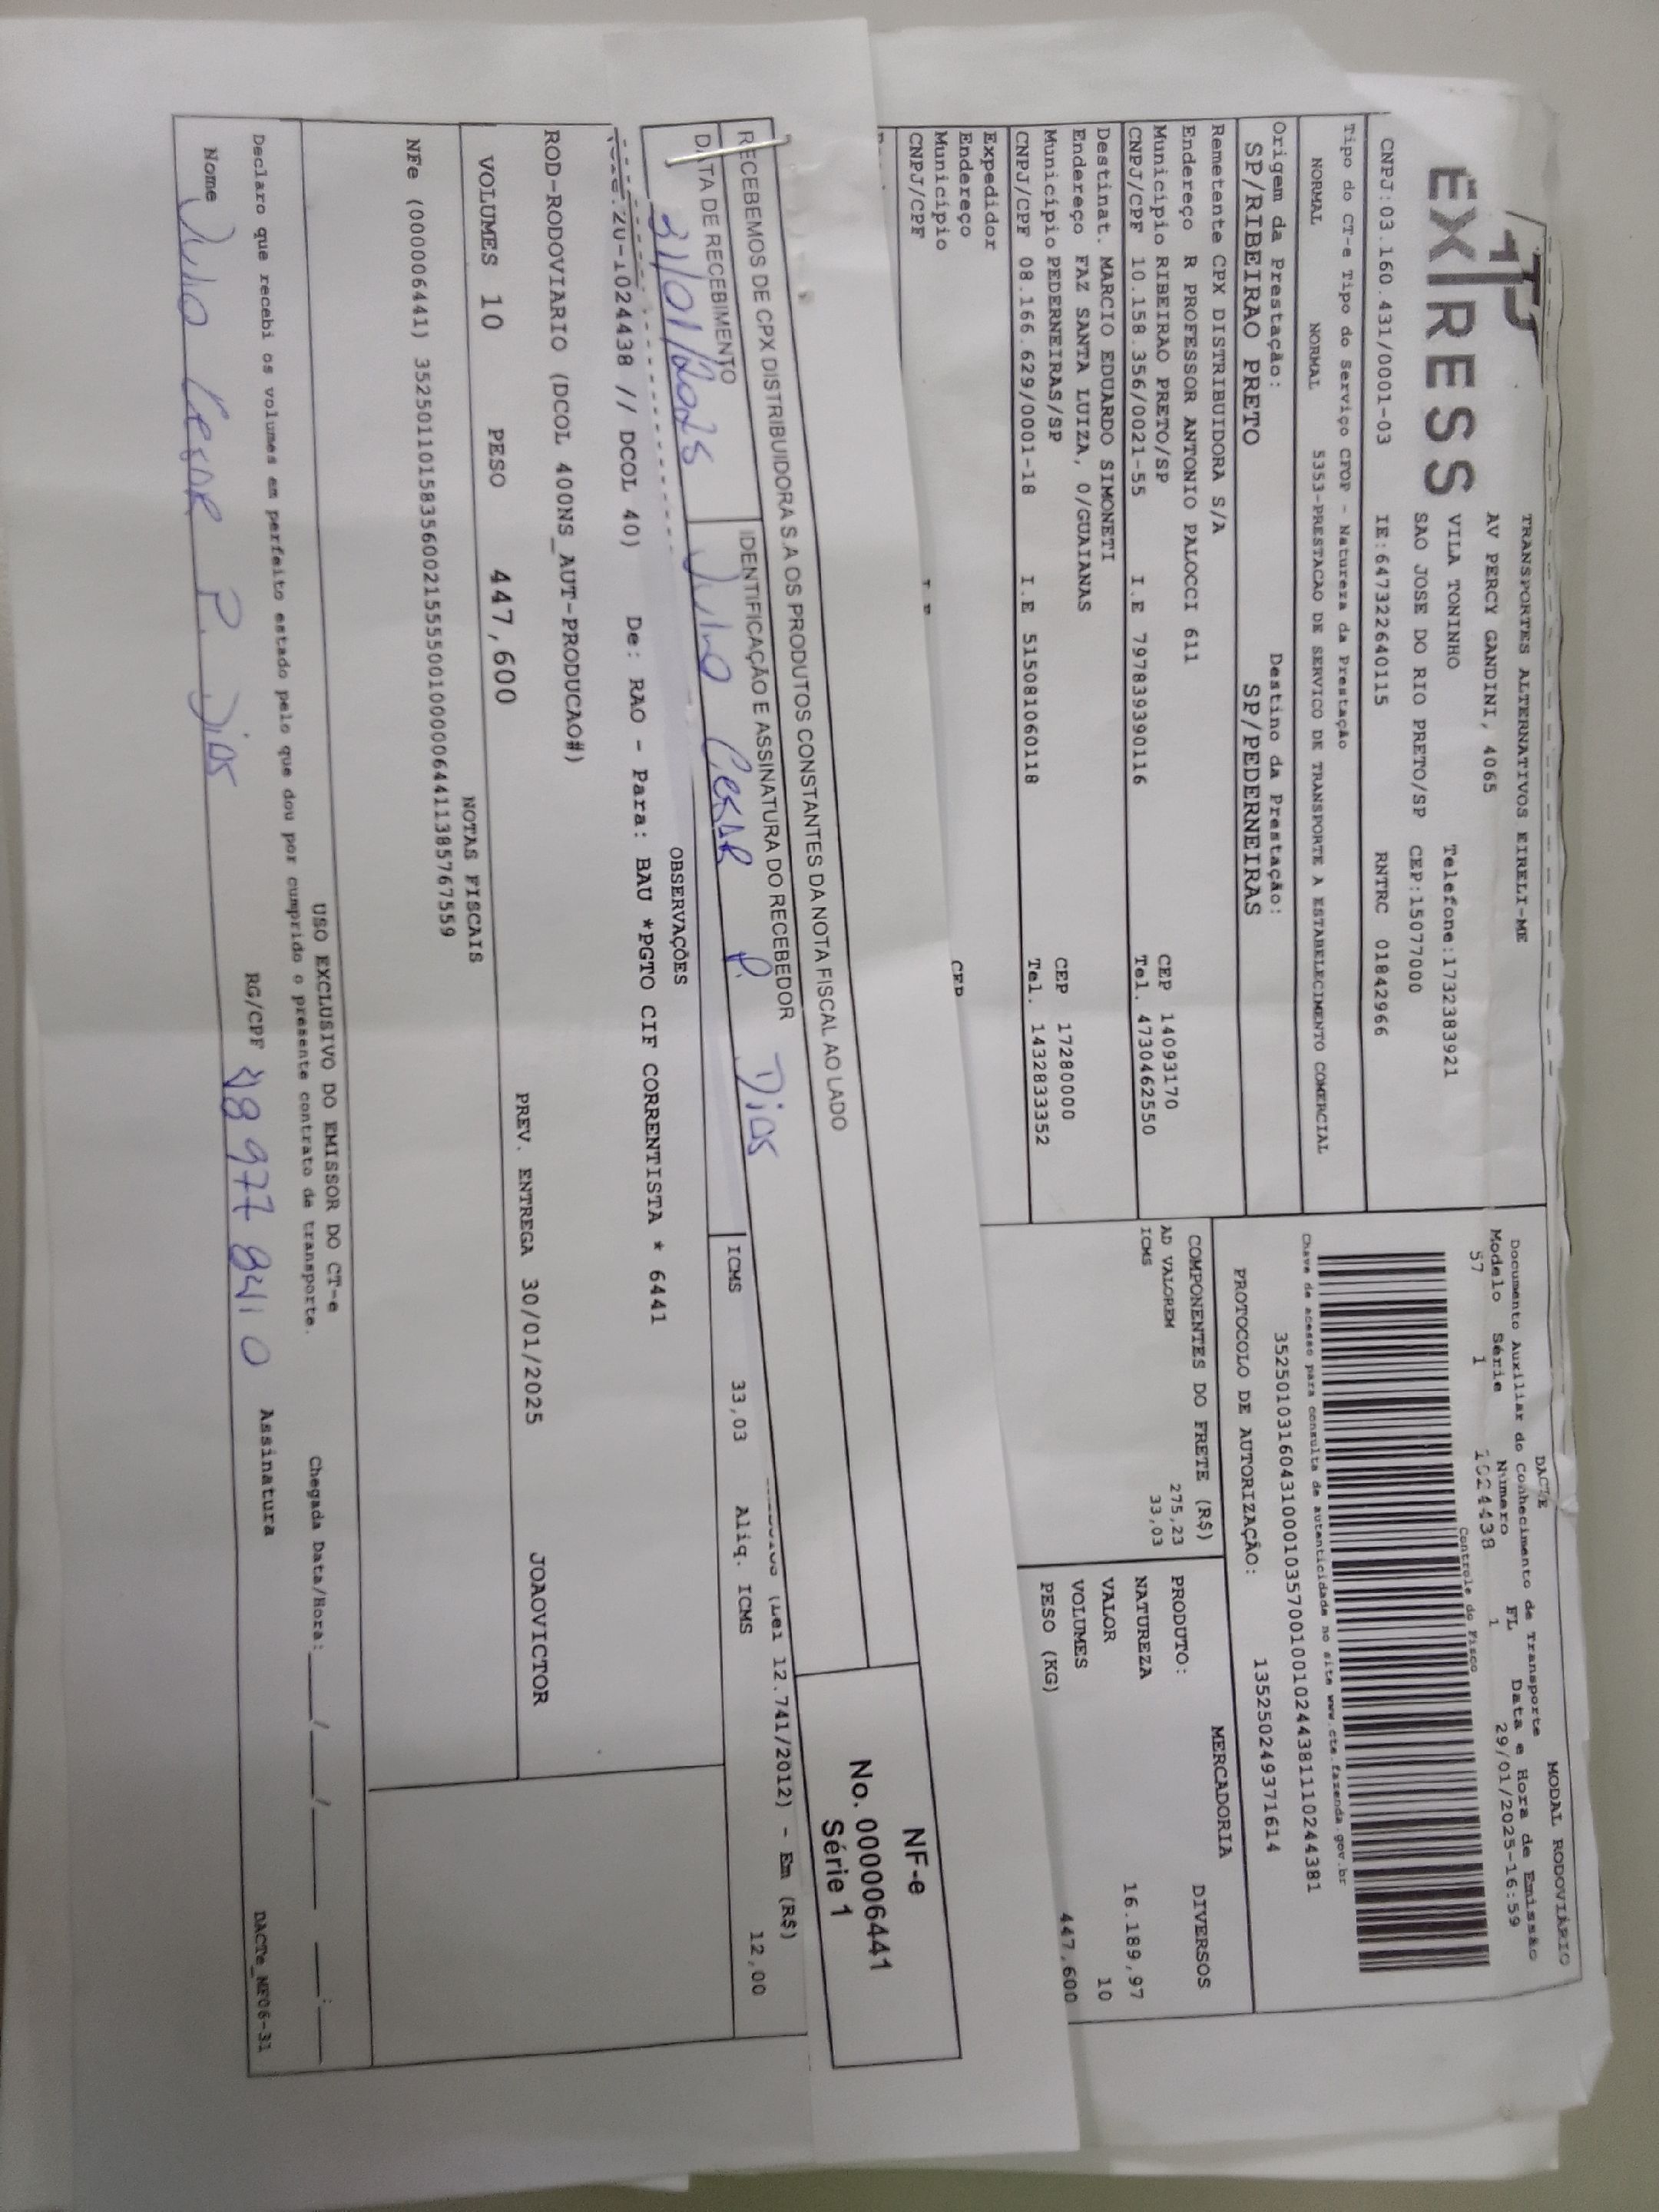 EXPRESS
TRANSPORTES ALTERNATIVOS EIRELI-ME
AV PERCY GANDINI, 4065
VILA TONINHO Telefone:1732383921
SAO JOSE DO RIO PRETO/SP CEP:15077000
CNPJ:03.160.431/0001-03 IE:647322640115 RNTRC 01842966
DACTE MODAL RODOVIÁRIO
Documento Auxiliar do Conhecimento de Transporte
Modelo Série Número FL Data e Hora de Emissão
57 1 1024438 1 29/01/2025-16:59
Controle do Fisco
Chave de acesso para consulta de autenticidade no site www.cte.fazenda.gov.br
35250103160431000103570010010244381110244381
PROTOCOLO DE AUTORIZAÇÃO: 135250249371614
Tipo do CT-e Tipo do Serviço CFOP - Natureza da Prestação
NORMAL NORMAL 5353-PRESTACAO DE SERVICO DE TRANSPORTE A ESTABELECIMENTO COMERCIAL
Origem da Prestação: Destino da Prestação:
SP/RIBEIRAO PRETO SP/PEDERNEIRAS
Remetente CPX DISTRIBUIDORA S/A
Endereço R PROFESSOR ANTONIO PALOCCI 611
Município RIBEIRAO PRETO/SP CEP 14093170
CNPJ/CPF 10.158.356/0021-55 I.E 797839390116 Tel. 4730462550
Destinat. MARCIO EDUARDO SIMONETI
Endereço FAZ SANTA LUIZA, 0/GUAIANAS
Município PEDERNEIRAS/SP CEP 17280000
CNPJ/CPF 08.166.629/0001-18 I.E 515081060118 Tel. 1432833352
Expedidor
Endereço
Município CEP
CNPJ/CPF
COMPONENTES DO FRETE (R$)
AD VALOREM 275,23
ICMS 33,03
MERCADORIA
PRODUTO: DIVERSOS
NATUREZA
VALOR 16.189,97
VOLUMES 10
PESO (KG) 447,600
NF-e
No. 000006441
Série 1
RECEBEMOS DE CPX DISTRIBUIDORA S.A OS PRODUTOS CONSTANTES DA NOTA FISCAL AO LADO
DATA DE RECEBIMENTO IDENTIFICAÇÃO E ASSINATURA DO RECEBEDOR
31/01/2025 Julio Cesar P. Dias
(Lei 12.741/2012) - Em (R$)
ICMS 33,03 Aliq. ICMS 12,00
OBSERVAÇÕES
1024438 // DCOL 40) De: RAO - Para: BAU *PGTO CIF CORRENTISTA * 6441
ROD-RODOVIARIO (DCOL 400NS_AUT-PRODUCAO#)
PREV. ENTREGA 30/01/2025 JOAOVICTOR
VOLUMES 10 PESO 447,600
NOTAS FISCAIS
NFe (000006441) 35250110158356002155550010000064411385767559
USO EXCLUSIVO DO EMISSOR DO CT-e
Declaro que recebi os volumes em perfeito estado pelo que dou por cumprido o presente contrato de transporte. Chegada Data/Hora: ____/____/____ ___:___
Nome Julio Cesar P. Dias RG/CPF 48 977 841 0 Assinatura
DACTe_NF06-31